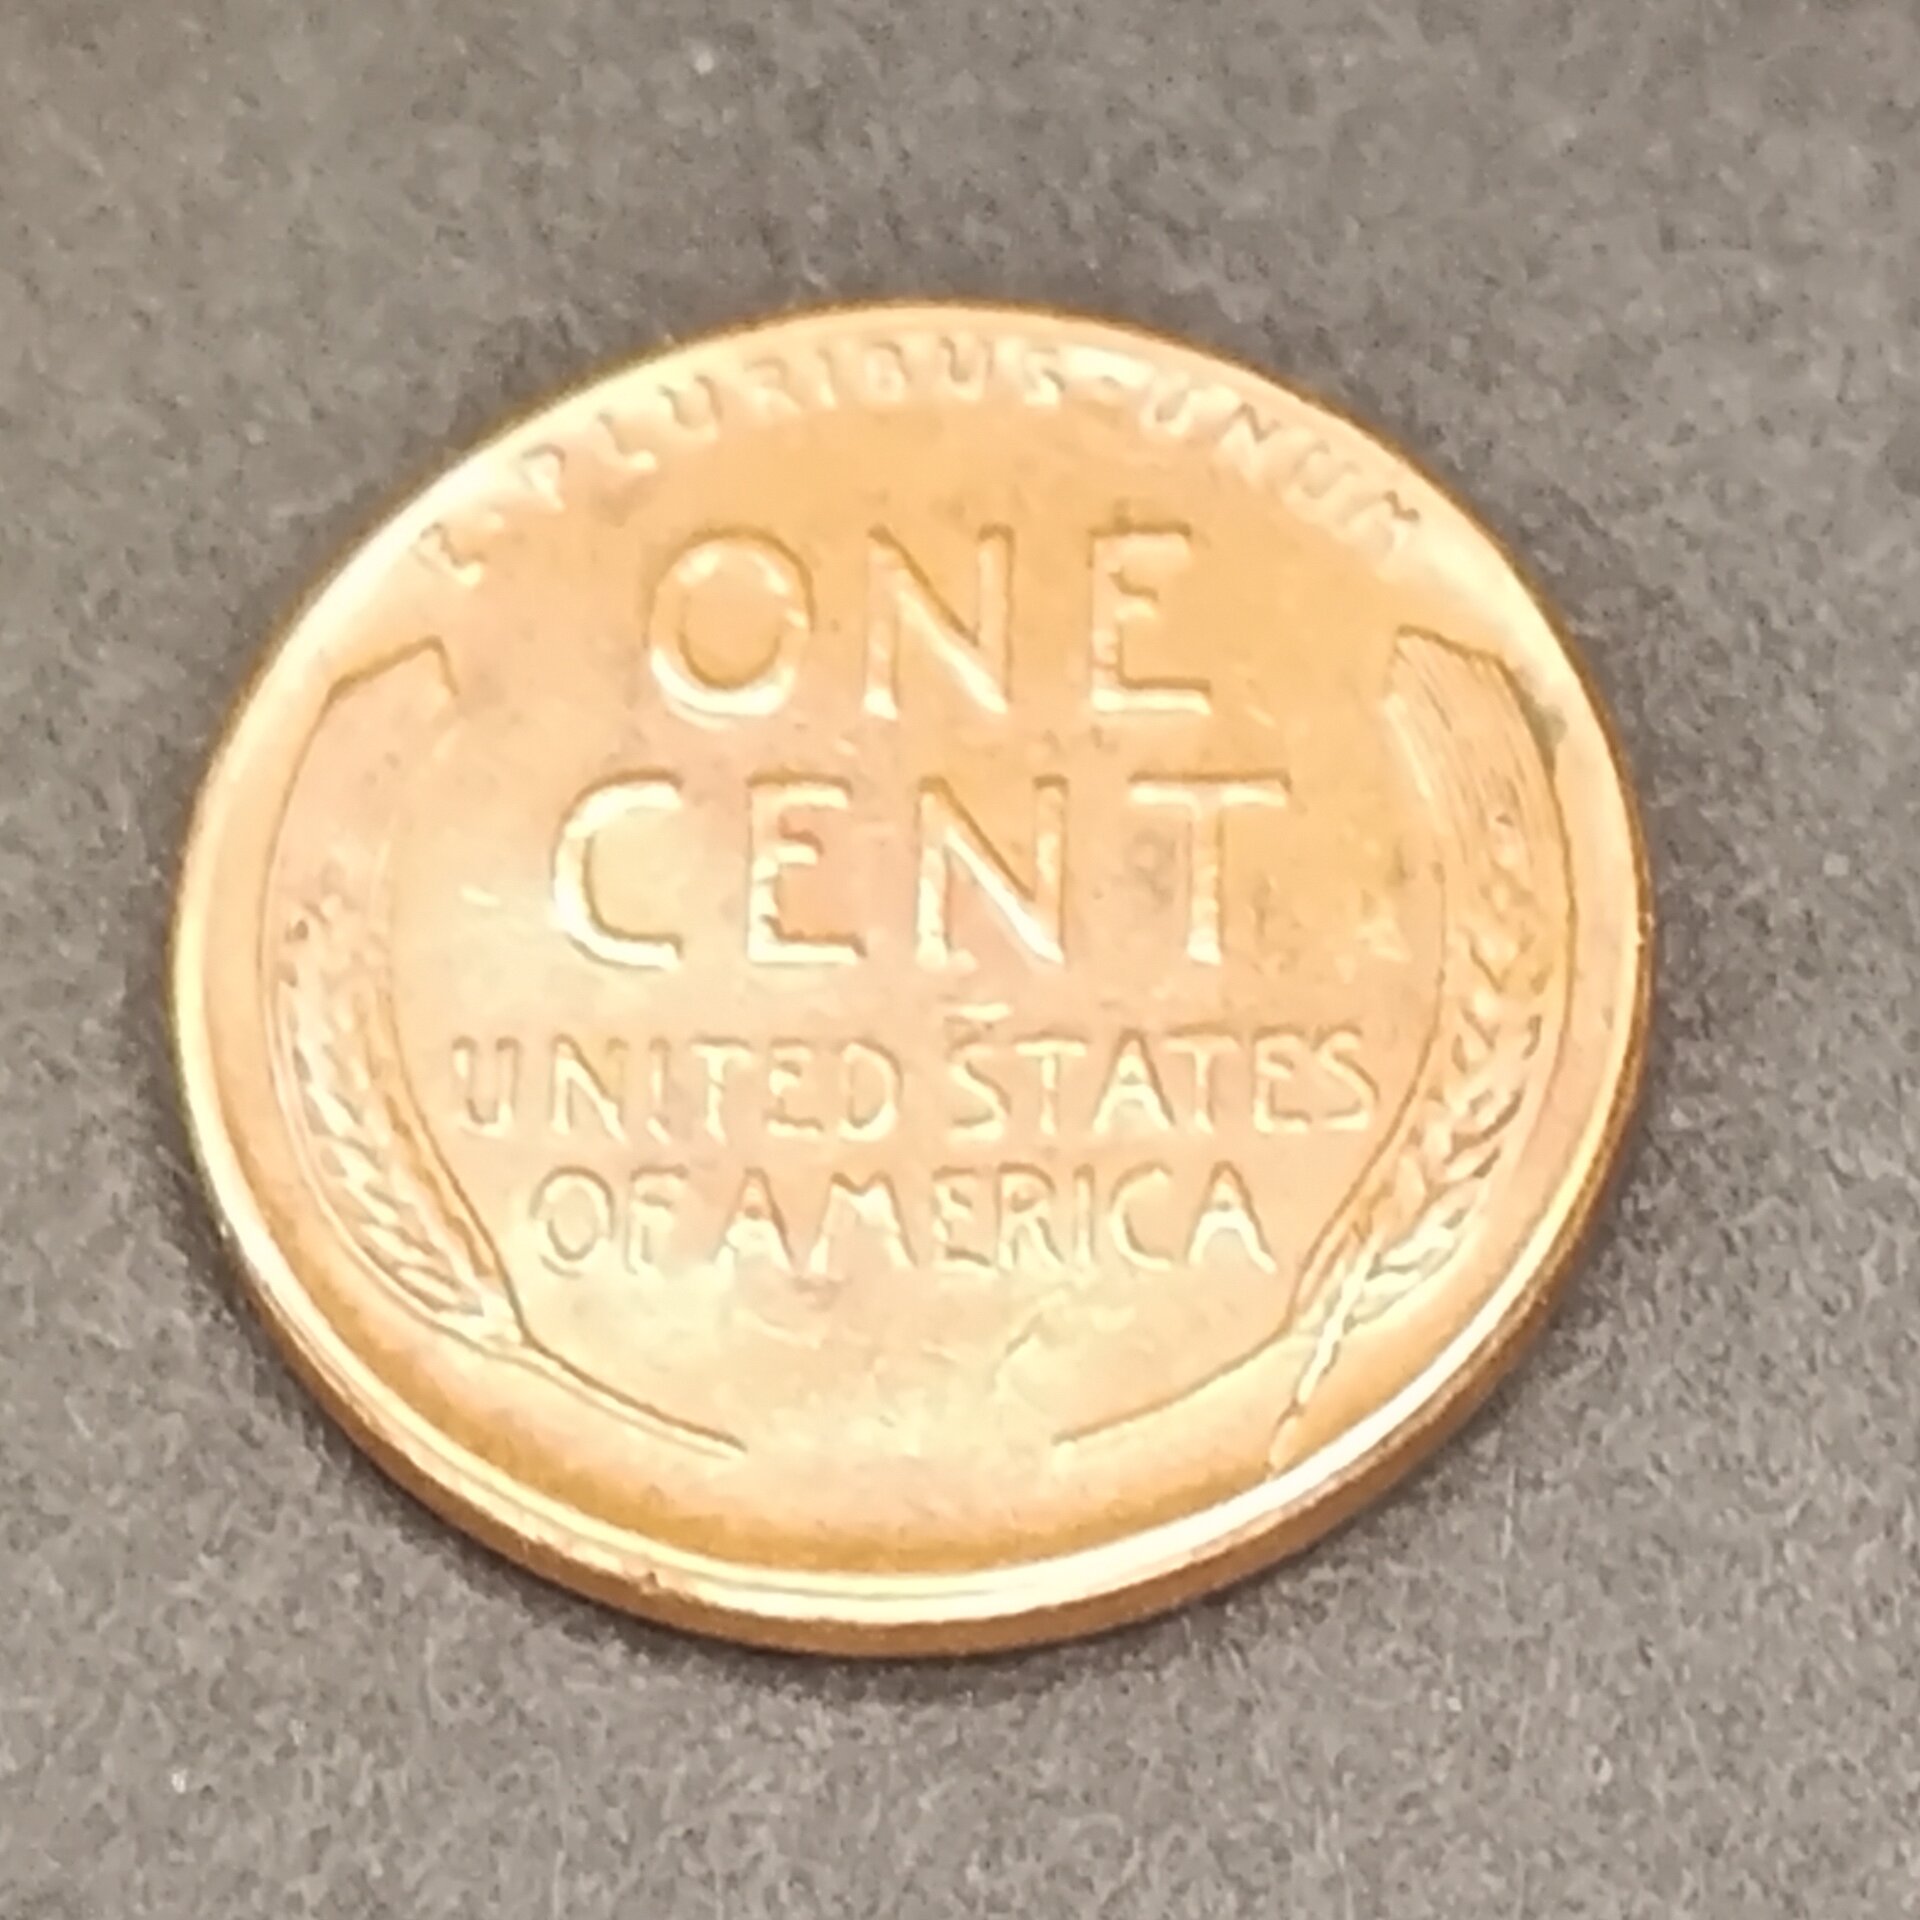 E·PLURIBUS·UNUM
ONE
CENT
UNITED STATES
OF AMERICA